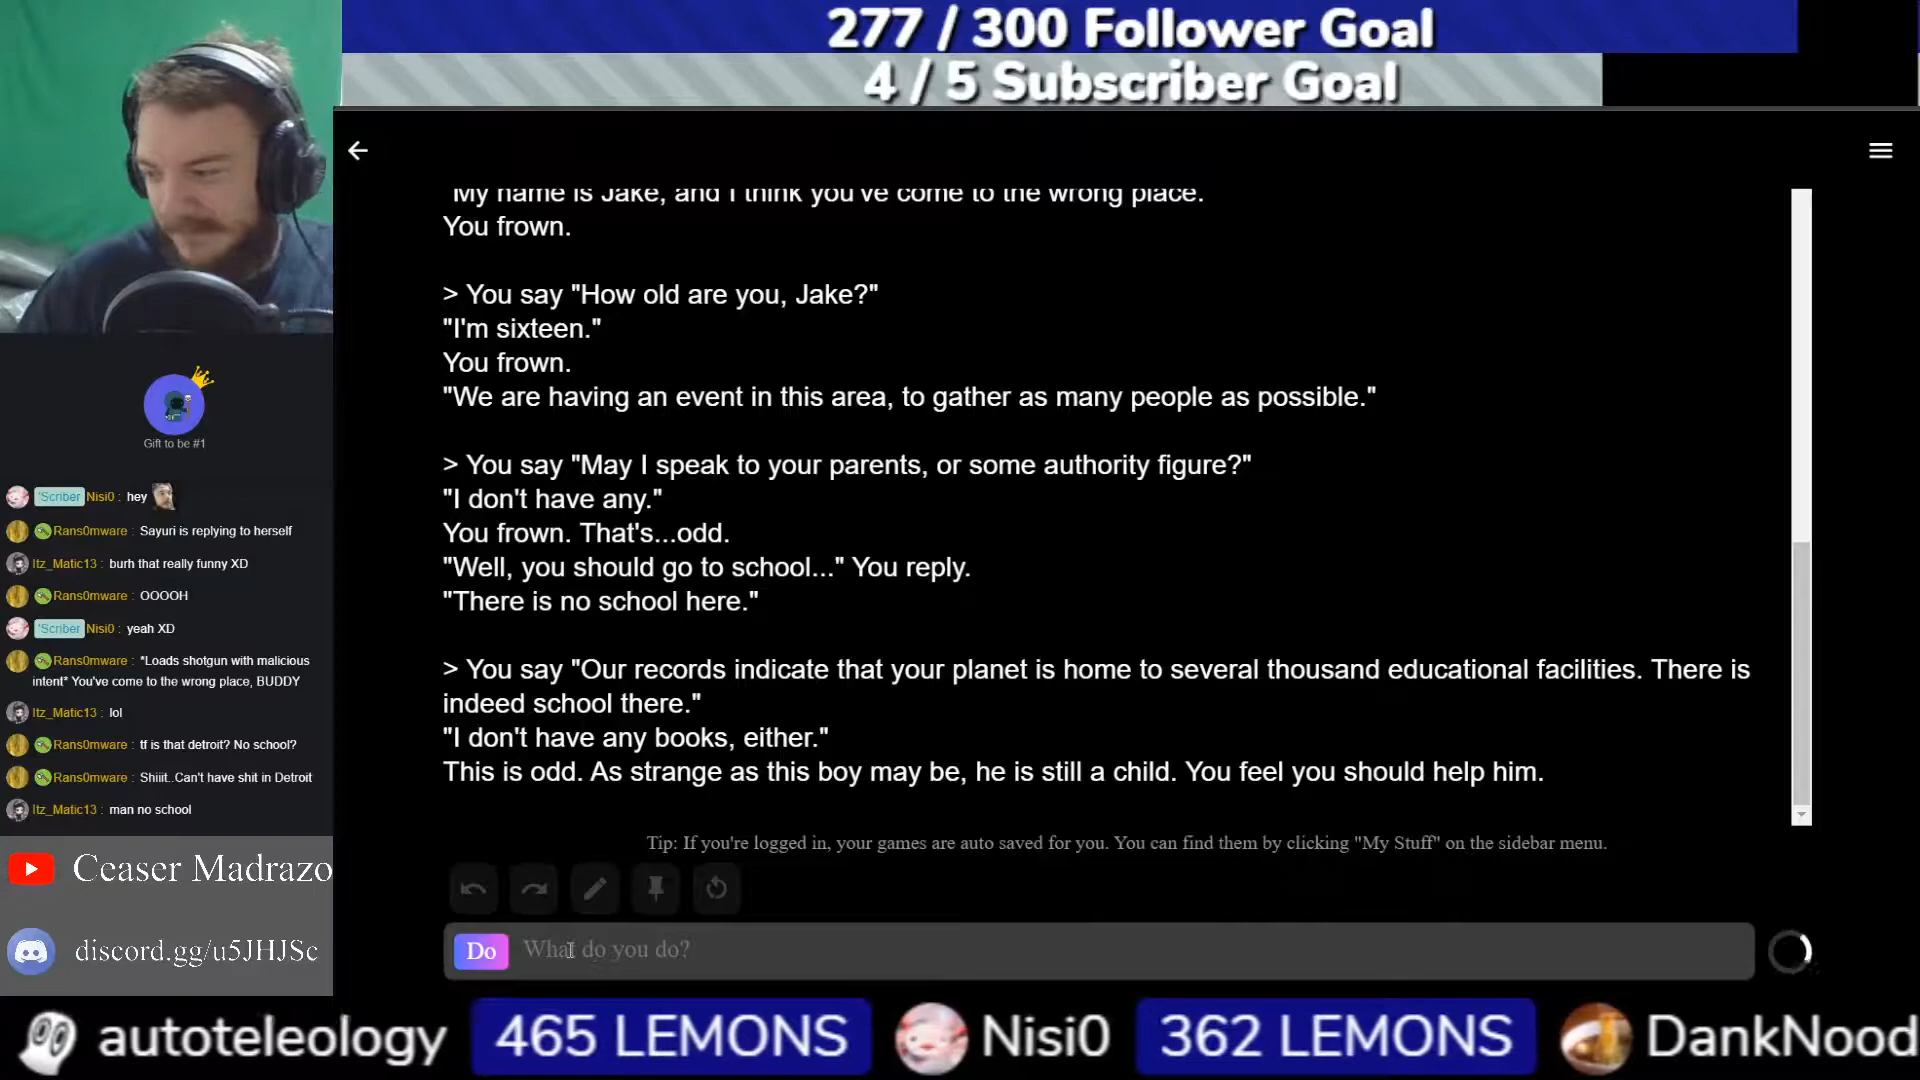 277 / 300 Follower Goal
4 / 5 Subscriber Goal
"My name is Jake, and I think you've come to the wrong place.
You frown.
> You say "How old are you, Jake?"
"I'm sixteen."
You frown.
"We are having an event in this area, to gather as many people as possible."
> You say "May I speak to your parents, or some authority figure?"
"I don't have any."
You frown. That's...odd.
"Well, you should go to school..." You reply.
"There is no school here."
> You say "Our records indicate that your planet is home to several thousand educational facilities. There is
indeed school there."
"I don't have any books, either."
This is odd. As strange as this boy may be, he is still a child. You feel you should help him.
Tip: If you're logged in, your games are auto saved for you. You can find them by clicking "My Stuff" on the sidebar menu.
Do What do you do?
Gift to be #1
'Scriber Nisi0 : hey
Rans0mware : Sayuri is replying to herself
Itz_Matic13 : burh that really funny XD
Rans0mware : OOOOH
'Scriber Nisi0 : yeah XD
Rans0mware : *Loads shotgun with malicious
intent* You've come to the wrong place, BUDDY
Itz_Matic13 : lol
Rans0mware : tf is that detroit? No school?
Rans0mware : Shiiit..Can't have shit in Detroit
Itz_Matic13 : man no school
Ceaser Madrazo
discord.gg/u5JHJSc
autoteleology 465 LEMONS Nisi0 362 LEMONS DankNood